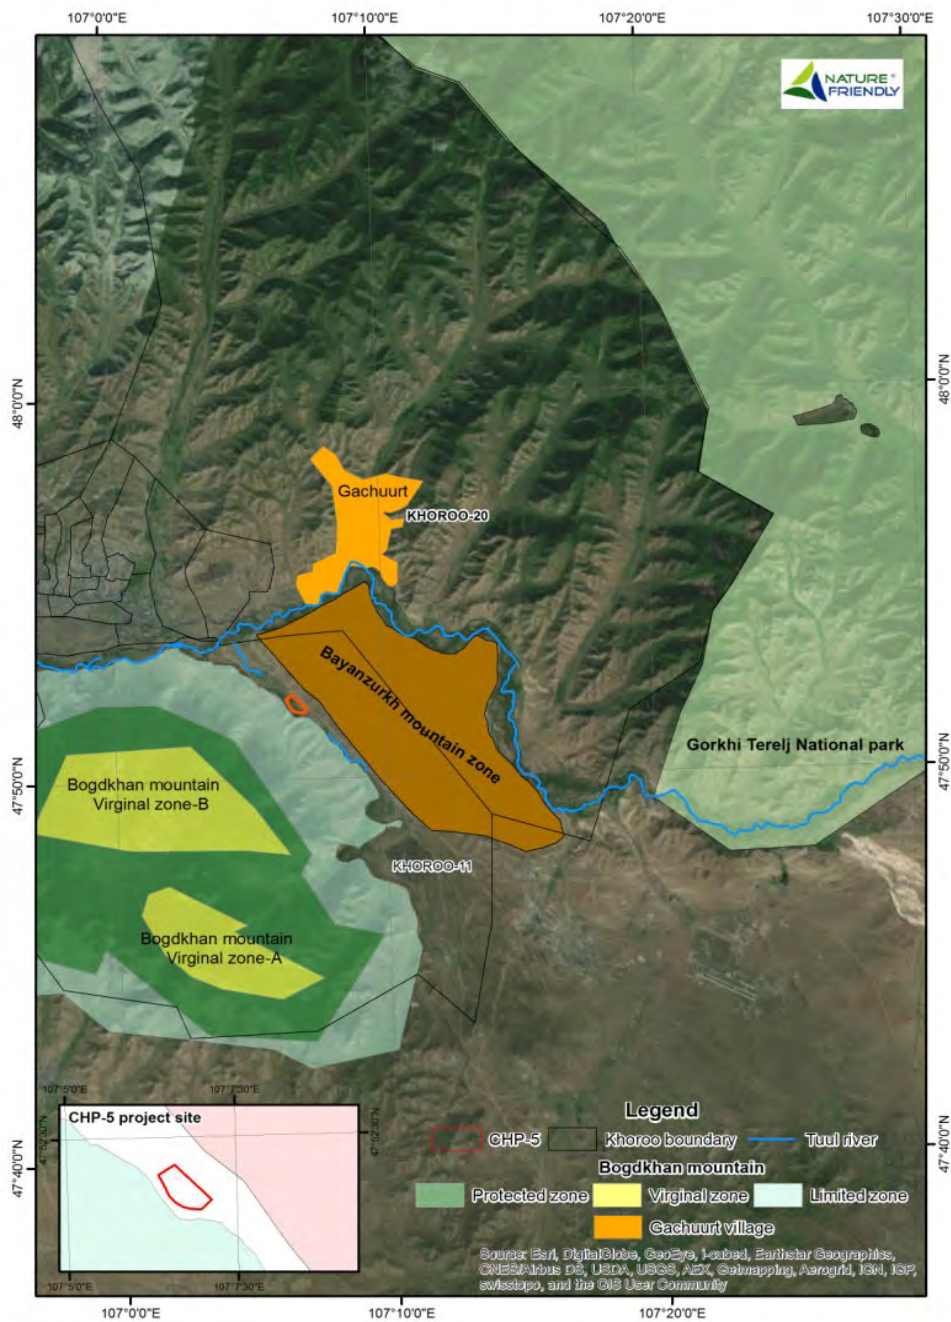 107°0'0"E 107°10'0"E 107°20'0"E 107°30'0"E
NATURE
FRIENDLY
48°0'0"N
48°0'0"N
Gachuurt
KHOROO-20
Bayanzurkh mountain zone
Gorkhi Terelj National park
47°50'0"N
47°50'0"N
Bogdkhan mountain
Virginal zone-B
KHOROO-11
Bogdkhan mountain
Virginal zone-A
107°5'0"E 107°7'30"E
CHP-5 project site
47°52'30"N
47°52'30"N
107°5'0"E 107°7'30"E
Legend
CHP-5 Khoroo boundary Tuul river
Bogdkhan mountain
Protected zone Virginal zone Limited zone
Gachuurt village
47°40'0"N
47°40'0"N
Source: Esri, DigitalGlobe, GeoEye, i-cubed, Earthstar Geographics,
CNES/Airbus DS, USDA, USGS, AEX, Getmapping, Aerogrid, IGN, IGP,
swisstopo, and the GIS User Community
107°0'0"E 107°10'0"E 107°20'0"E